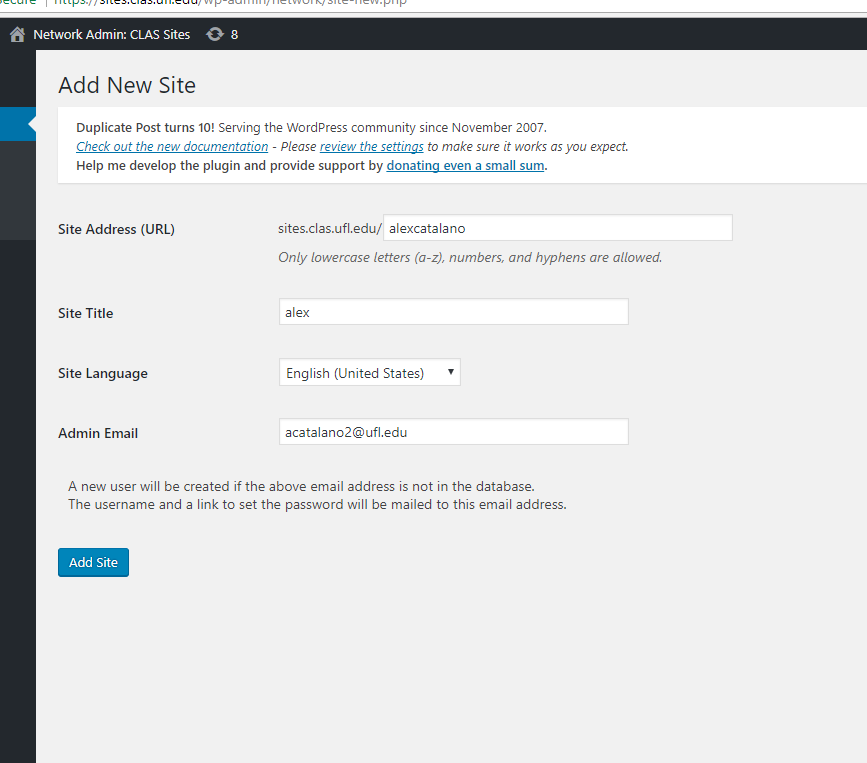 https://sites.clas.ufl.edu/wp-admin/network/site-new.php
Network Admin: CLAS Sites 8
Add New Site
Duplicate Post turns 10! Serving the WordPress community since November 2007.
Check out the new documentation - Please review the settings to make sure it works as you expect.
Help me develop the plugin and provide support by donating even a small sum.
Site Address (URL) sites.clas.ufl.edu/ alexcatalano
Only lowercase letters (a-z), numbers, and hyphens are allowed.
Site Title alex
Site Language English (United States)
Admin Email acatalano2@ufl.edu
A new user will be created if the above email address is not in the database.
The username and a link to set the password will be mailed to this email address.
Add Site